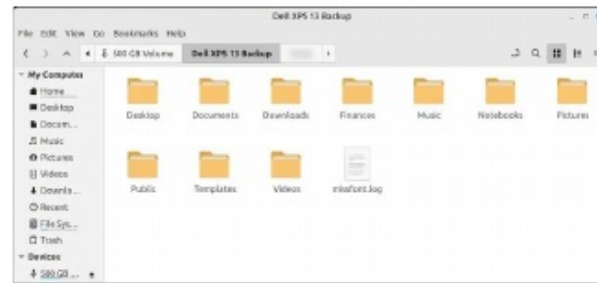 Dell XPS 13 Backup
File Edit View Go Bookmarks Help
500 GB Volume Dell XPS 13 Backup
My Computer
Home
Desktop
Docum...
Music
Pictures
Videos
Downlo...
Recent
File Sys...
Trash
Devices
500 GB ...
Desktop Documents Downloads Finances Music Notebooks Pictures
Public Templates Videos missfont.log